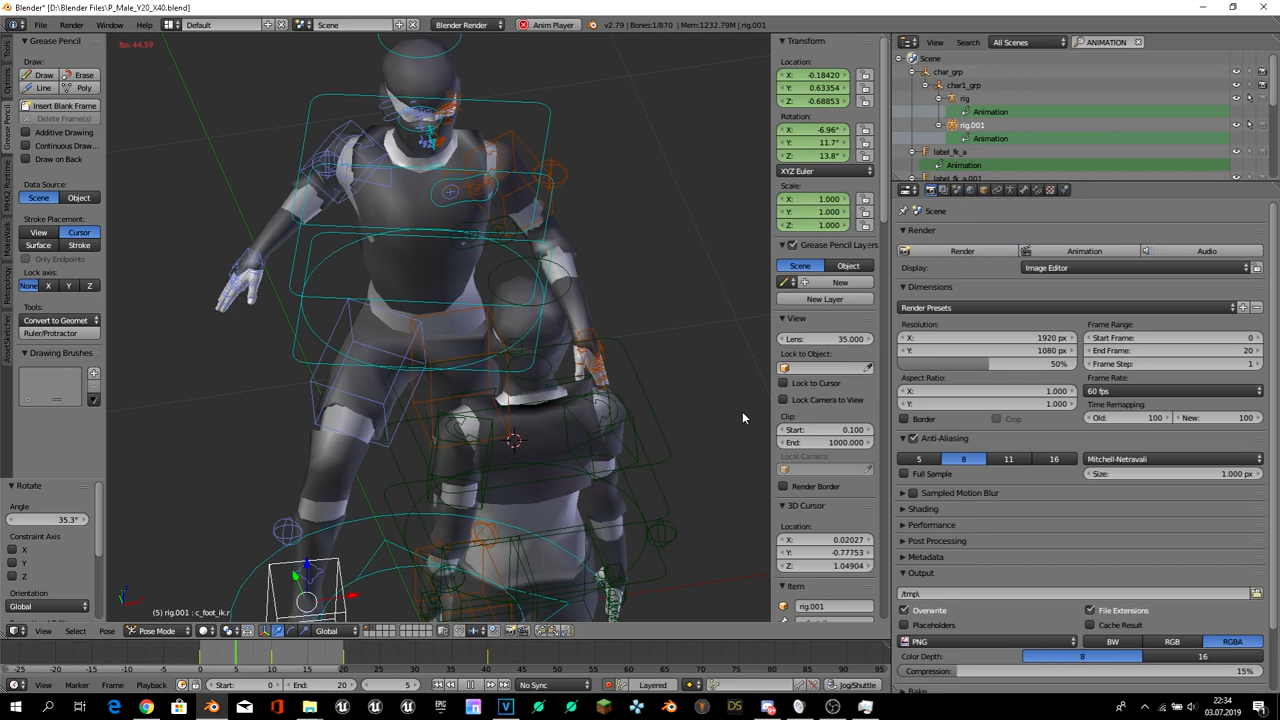 Blender* [D:\Blender Files\P_Male_Y20_X40.blend]
File
Render
Window
Help
Default
Scene
Blender Render
Anim Player
v2.79 | Bones:1/870 | Mem:1232.79M | rig.001
Grease Pencil
Draw:
Draw
Erase
Line
Poly
Insert Blank Frame
Delete Frame(s)
Additive Drawing
Continuous Draw...
Draw on Back
Data Source:
Scene
Object
Stroke Placement:
View
Cursor
Surface
Stroke
Only Endpoints
Lock axis:
None
X
Y
Z
Tools:
Convert to Geomet
Ruler/Protractor
Drawing Brushes
Tools
Options
Grease Pencil
MHX2 Runtime
MakeWalk
Retopology
AssetSketcher
Rotate
Angle
35.3°
Constraint Axis
X
Y
Z
Orientation
Global
fps: 44.59
(5) rig.001 : c_foot_ik.r
Transform
Location:
X: -0.18420
Y: 0.63354
Z: -0.68853
Rotation:
X: -6.96°
Y: 11.7°
Z: 13.8°
XYZ Euler
Scale:
X: 1.000
Y: 1.000
Z: 1.000
Grease Pencil Layers
Scene
Object
New
New Layer
View
Lens: 35.000
Lock to Object:
Lock to Cursor
Lock Camera to View
Clip:
Start: 0.100
End: 1000.000
Local Camera:
Render Border
3D Cursor
Location:
X: 0.02027
Y: -0.77753
Z: 1.04904
Item
rig.001
View
Search
All Scenes
ANIMATION
Scene
char_grp
char1_grp
rig
Animation
rig.001
Animation
label_fk_a
Animation
label_fk_a.001
Scene
Render
Render
Animation
Audio
Display:
Image Editor
Dimensions
Render Presets
Resolution:
X: 1920 px
Y: 1080 px
50%
Frame Range:
Start Frame: 0
End Frame: 20
Frame Step: 1
Aspect Ratio:
X: 1.000
Y: 1.000
Frame Rate:
60 fps
Time Remapping:
Old: 100
New: 100
Border
Crop
Anti-Aliasing
5
8
11
16
Mitchell-Netravali
Full Sample
Size: 1.000 px
Sampled Motion Blur
Shading
Performance
Post Processing
Metadata
Output
/tmp\
Overwrite
File Extensions
Placeholders
Cache Result
PNG
BW
RGB
RGBA
Color Depth:
8
16
Compression:
15%
View
Select
Pose
Pose Mode
Global
-25 -20 -15 -10 -5 0 5 10 15 20 25 30 35 40 45 50 55 60 65 70 75 80 85 90 95
View
Marker
Frame
Playback
Start: 0
End: 20
5
No Sync
Layered
Jog/Shuttle
22:34
03.07.2019